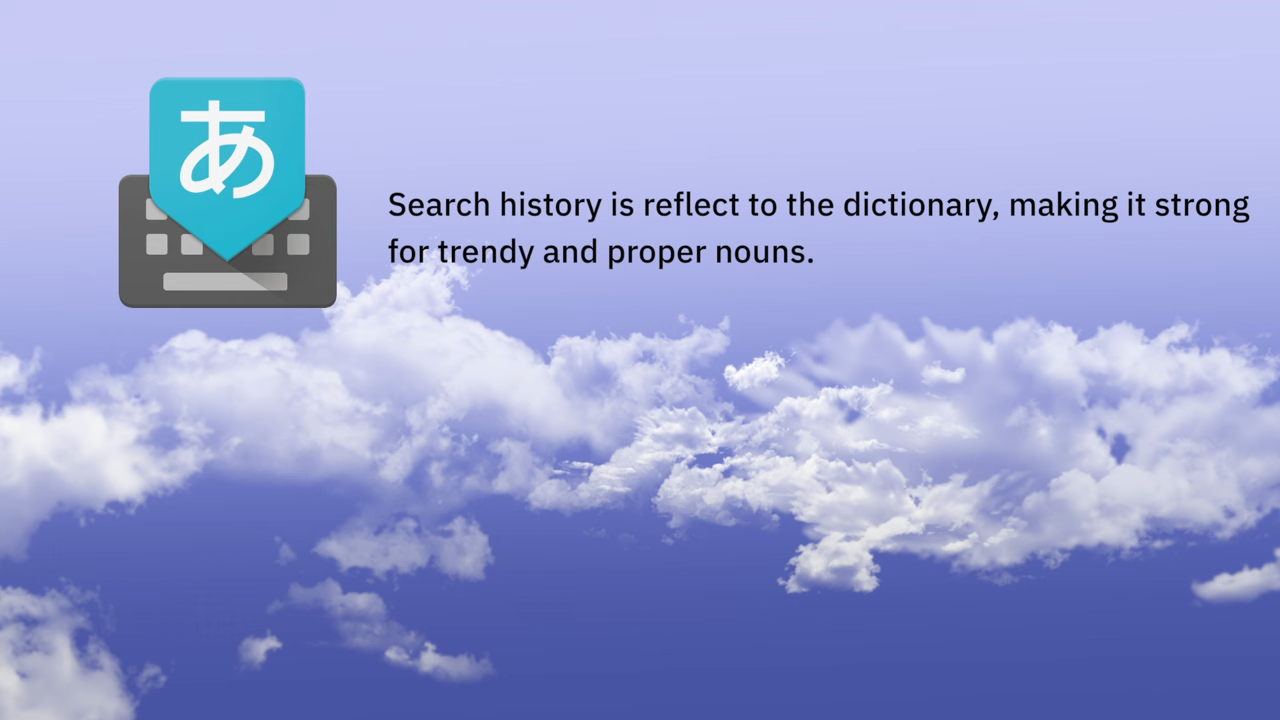 あ
Search history is reflect to the dictionary, making it strong
for trendy and proper nouns.